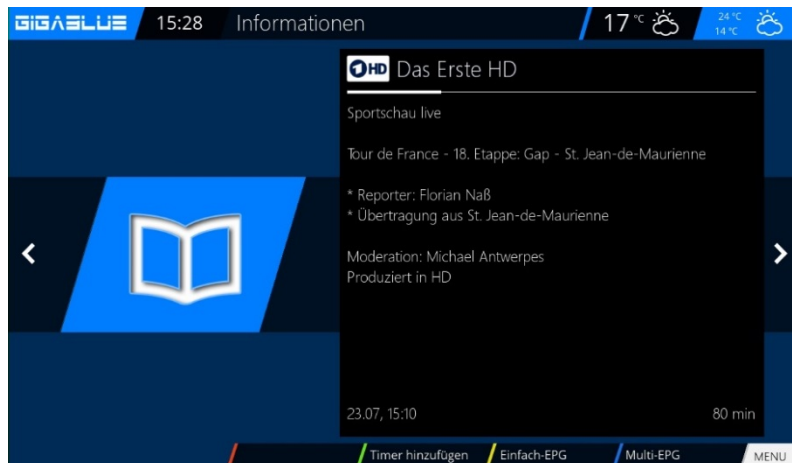 GIGABLUE 15:28 Informationen 17 °C 24 °C
14 °C
HD Das Erste HD
Sportschau live
Tour de France - 18. Etappe: Gap - St. Jean-de-Maurienne
* Reporter: Florian Naß
* Übertragung aus St. Jean-de-Maurienne
Moderation: Michael Antwerpes
Produziert in HD
23.07, 15:10 80 min
Timer hinzufügen Einfach-EPG Multi-EPG MENU